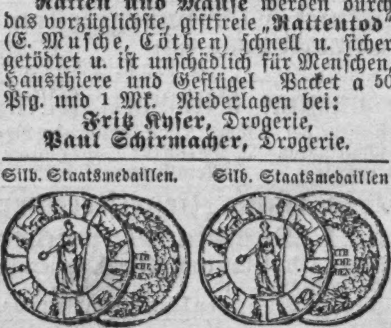 Ratten und Mäuse werden durch
das vorzüglichste, giftfreie „Rattentod“
(E. Musche, Cöthen) schnell u. sicher
getödtet u. ist unschädlich für Menschen,
Hausthiere und Geflügel Packet a 50
Pfg. und 1 Mk. Niederlagen bei:
Fritz Kyser, Drogerie,
Paul Schirmacher, Drogerie.
Silb. Staatsmedaillen. Silb. Staatsmedaillen